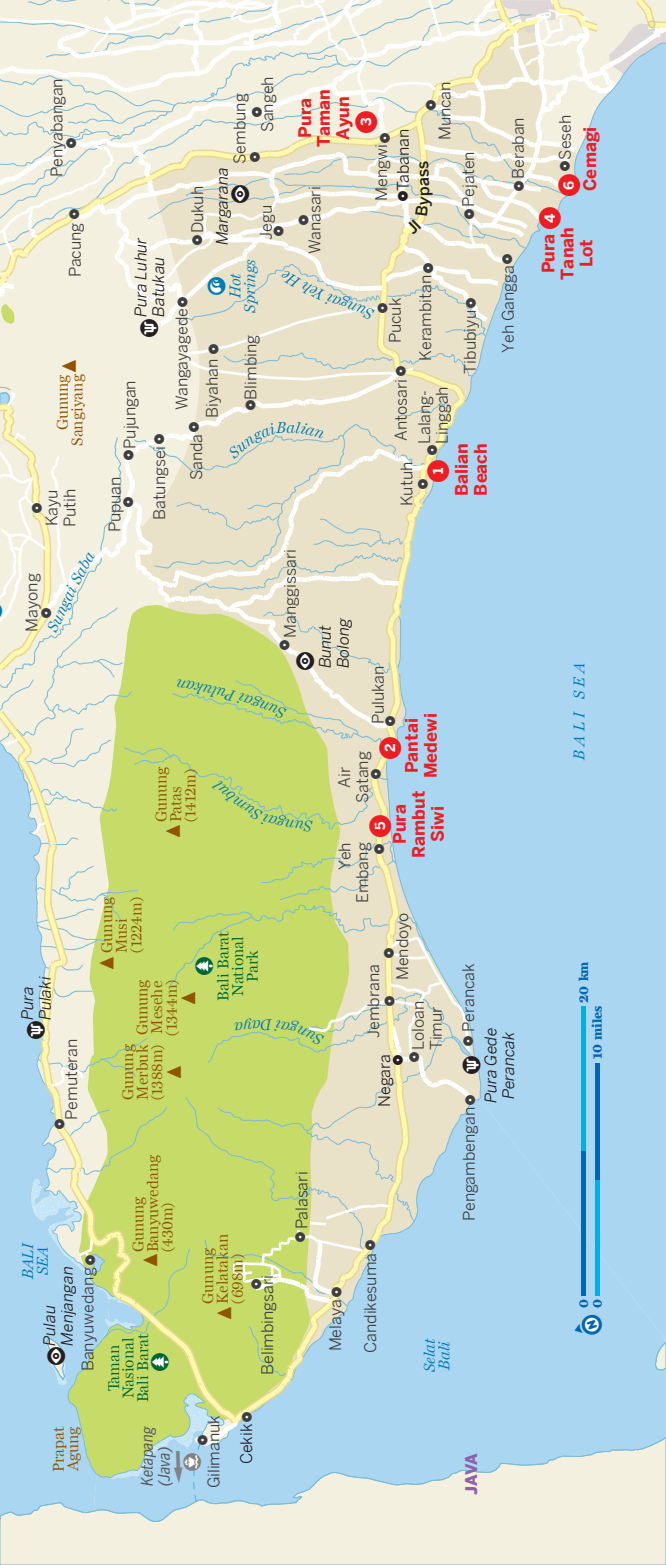 Prapat
Agung
BALI
SEA
Pulau
Menjangan
Banyuwedang
Taman
Nasional
Bali Barat
Ketapang
(Java)
Gilimanuk
Cekik
JAVA
Selat
Bali
Gunung
Banyuwedang
(430m)
Gunung
Kelatakan
(698m)
Belimbingsari
Palasari
Melaya
Candikesuma
Pemuteran
Pura
Pulaki
Gunung
Merbuk
(1388m)
Gunung
Mesehe
(1344m)
Gunung
Musi
(1224m)
Bali Barat
National
Park
Gunung
Patas
(1412m)
Sungai Daya
Sungai Sumbul
Sungai Pulukan
Negara
Jembrana
Loloan
Timur
Mendoyo
Perancak
Pura Gede
Perancak
Pengambengan
Yeh
Embang
5
Pura
Rambut
Siwi
Air
Satang
2
Pantai
Medewi
Pulukan
Manggissari
Bunut
Bolong
Mayong
Sungai Saba
Kayu
Putih
Gunung
Sangiyang
Pupuan
Pujungan
Batungsei
Sanda
Biyahan
Blimbing
Sungai Balian
Kutuh
Lalang-
Linggah
1
Balian
Beach
Antosari
Pura Luhur
Batukau
Wangayagede
Hot
Springs
Sungai Yeh He
Pucuk
Kerambitan
Tibubiyu
Yeh Gangga
Pacung
Penyabangan
Dukuh
Margarana
Jegu
Wanasari
Sembung
Sangeh
Pura
Taman
Ayun
3
Mengwi
Tabanan
Jl Bypass
Muncan
Pejaten
Beraban
Seseh
4
Pura
Tanah
Lot
6
Cemagi
BALI SEA
N
0
20 km
0
10 miles